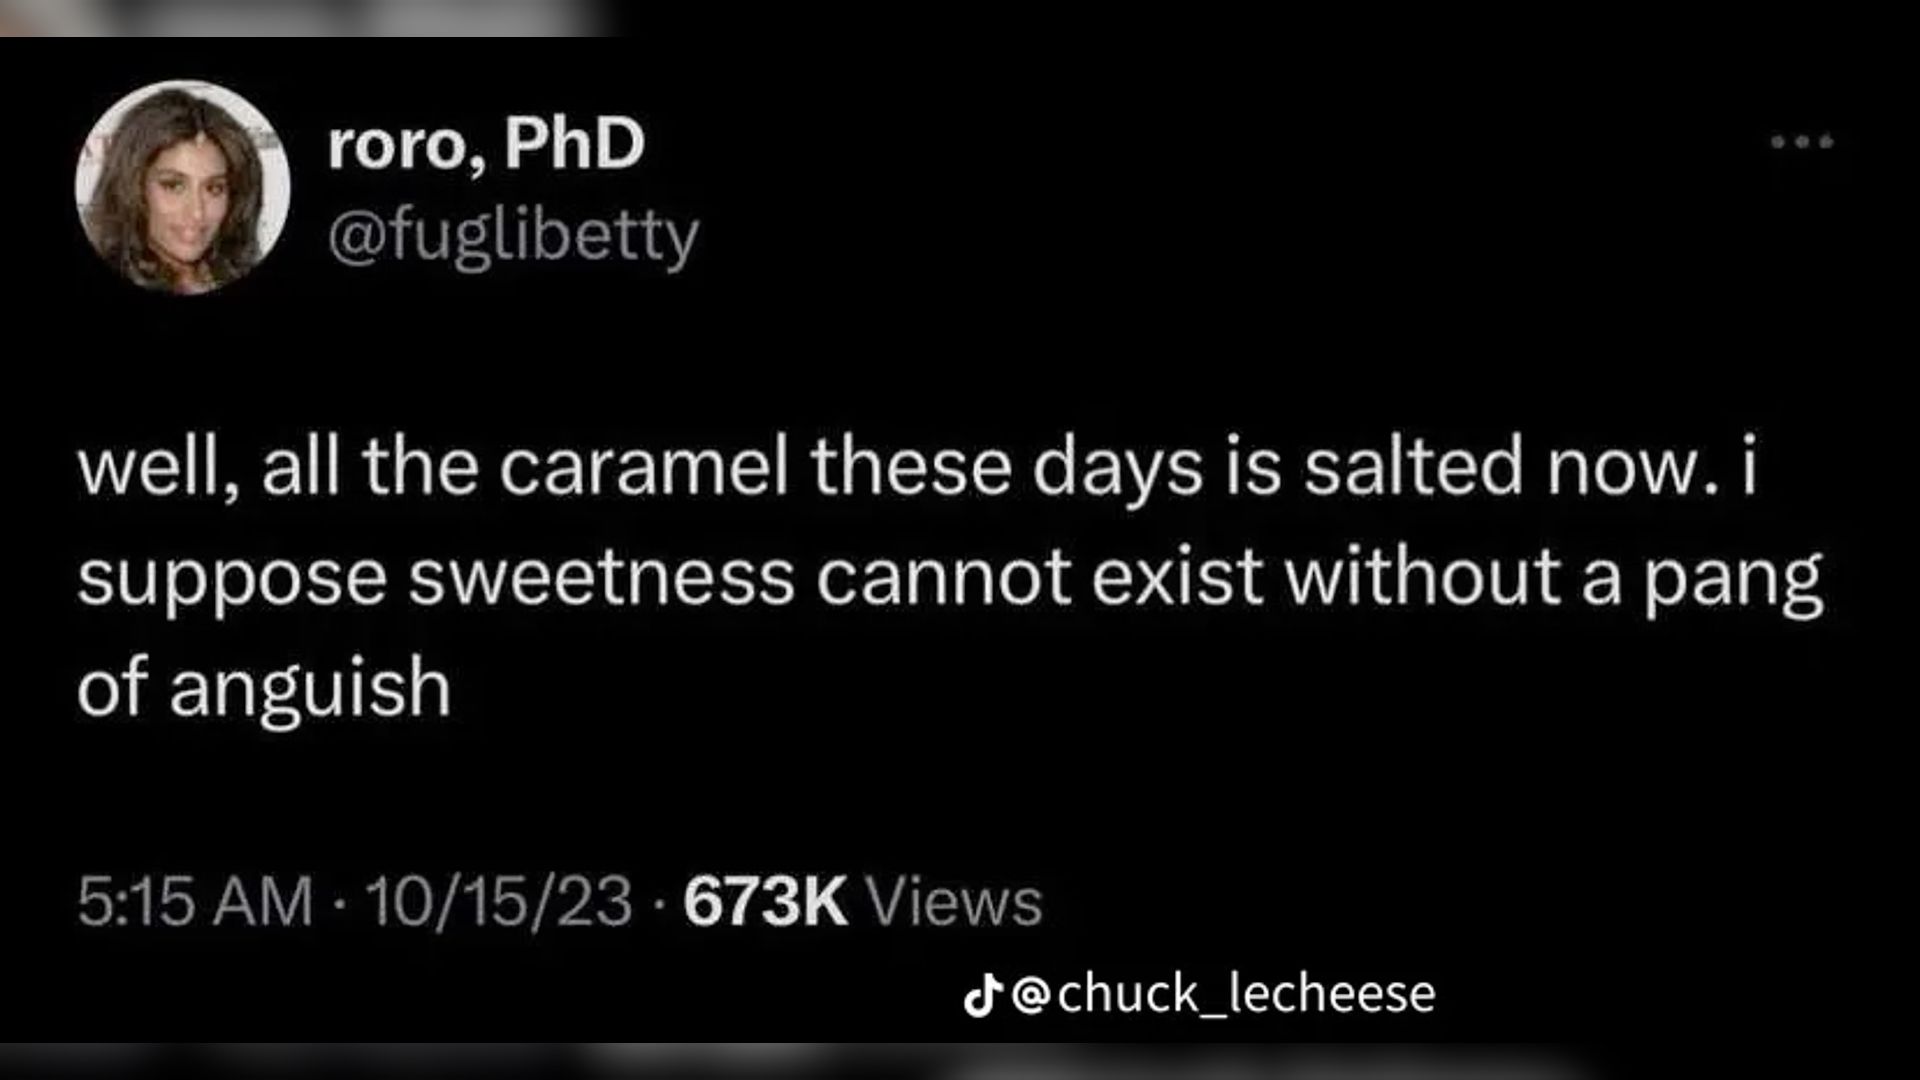 roro, PhD
@fuglibetty
well, all the caramel these days is salted now. i
suppose sweetness cannot exist without a pang
of anguish
5:15 AM · 10/15/23 · 673K Views
@chuck_lecheese